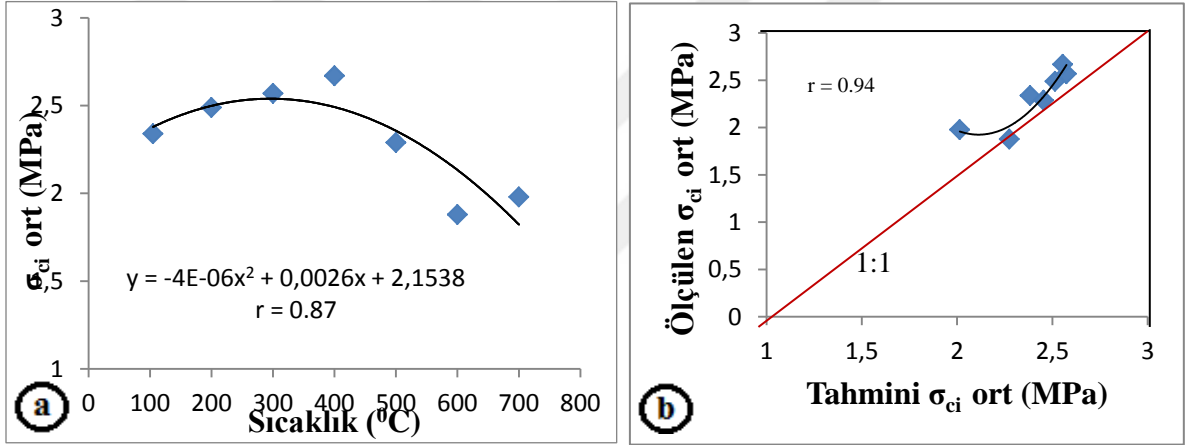 3
2,5
2
1,5
1
0 100 200 300 400 500 600 700 800
σci ort (MPa)
y = -4E-06x² + 0,0026x + 2,1538
r = 0.87
Sıcaklık (⁰C)
a
3
2,5
2
1,5
1
0,5
0
1 1,5 2 2,5 3
Ölçülen σci ort (MPa)
r = 0.94
1:1
Tahmini σci ort (MPa)
b